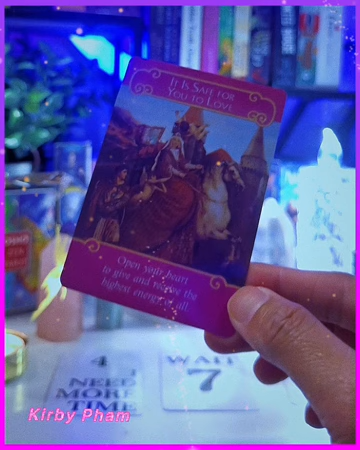 It Is Safe for
You to Love
Open your heart
to give and receive the
highest energy of all.
4
NEED
MORE
TIME
WAIT
7
Kirby Pham